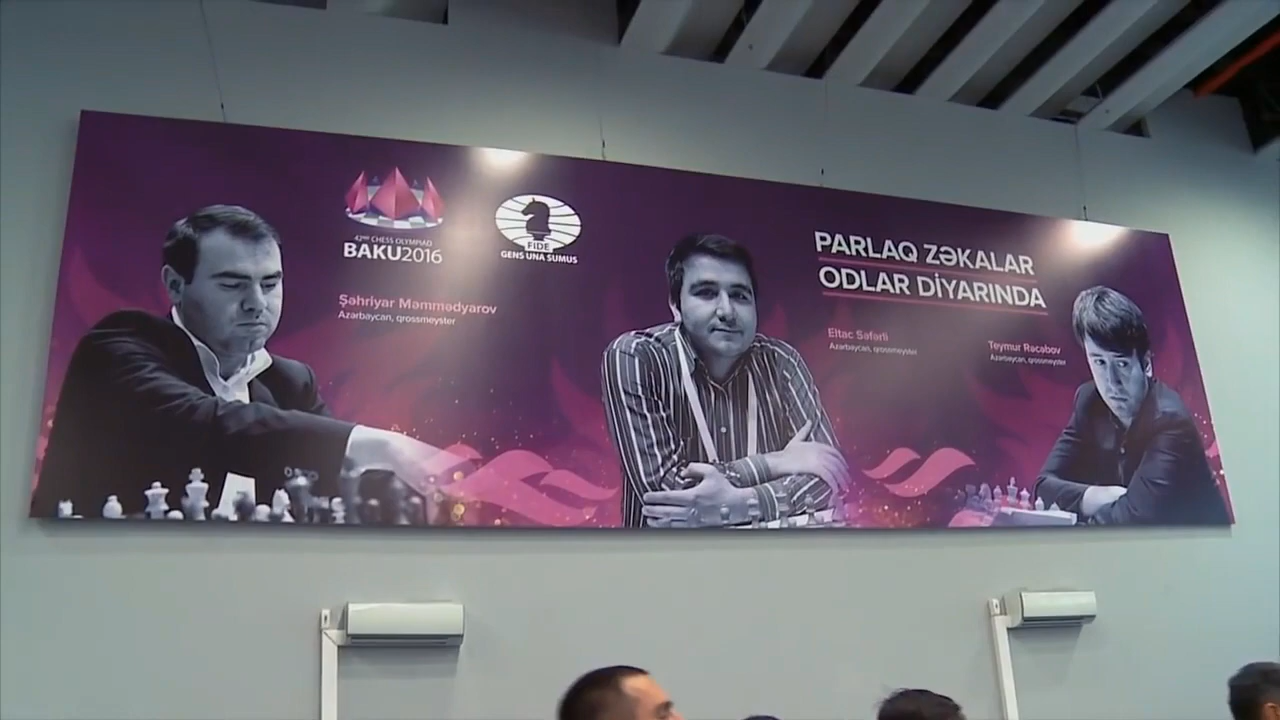 42ND CHESS OLYMPIAD
BAKU2016
FIDE
GENS UNA SUMUS
Şəhriyar Məmmədyarov
Azərbaycan, qrossmeyster
PARLAQ ZƏKALAR
ODLAR DİYARINDA
Eltac Səfərli
Azərbaycan, qrossmeyster
Teymur Rəcəbov
Azərbaycan, qrossmeyster